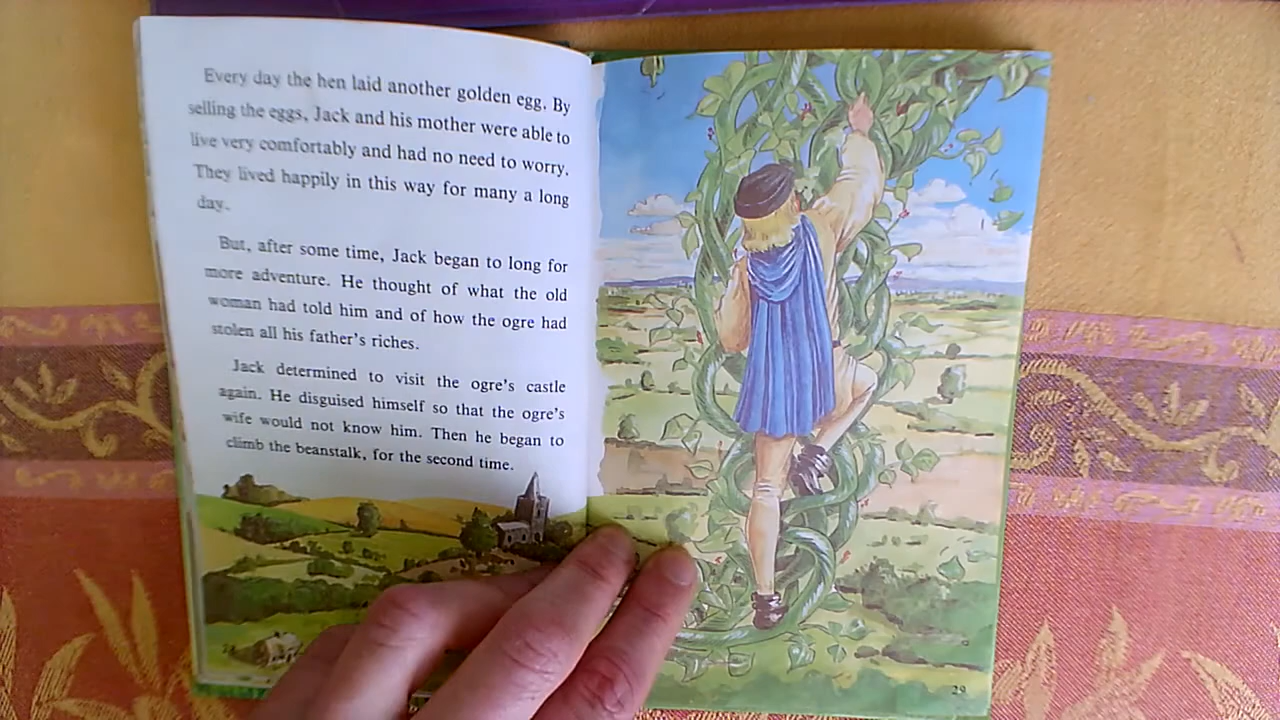 Every day the hen laid another golden egg. By
selling the eggs, Jack and his mother were able to
live very comfortably and had no need to worry.
They lived happily in this way for many a long
day.
But, after some time, Jack began to long for
more adventure. He thought of what the old
woman had told him and of how the ogre had
stolen all his father's riches.
Jack determined to visit the ogre's castle
again. He disguised himself so that the ogre's
wife would not know him. Then he began to
climb the beanstalk, for the second time.
29